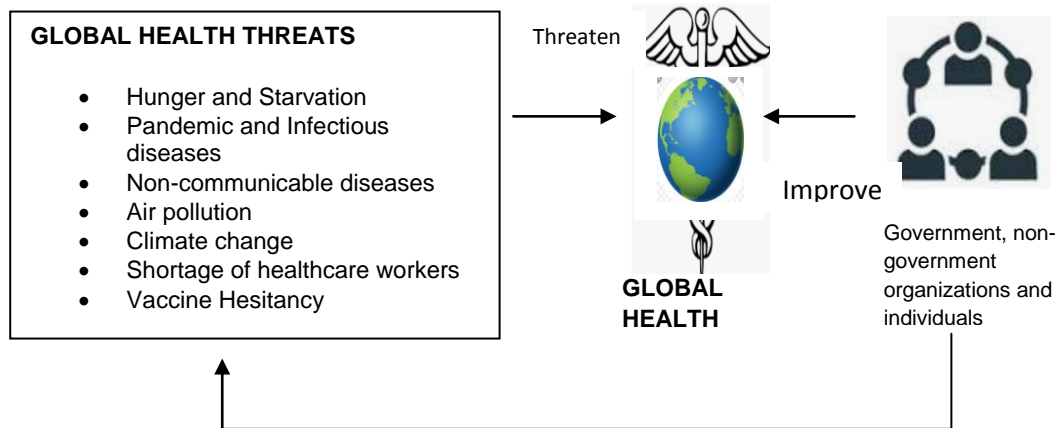 GLOBAL HEALTH THREATS
• Hunger and Starvation
• Pandemic and Infectious
diseases
• Non-communicable diseases
• Air pollution
• Climate change
• Shortage of healthcare workers
• Vaccine Hesitancy
Threaten
GLOBAL
HEALTH
Improve
Government, non-
government
organizations and
individuals